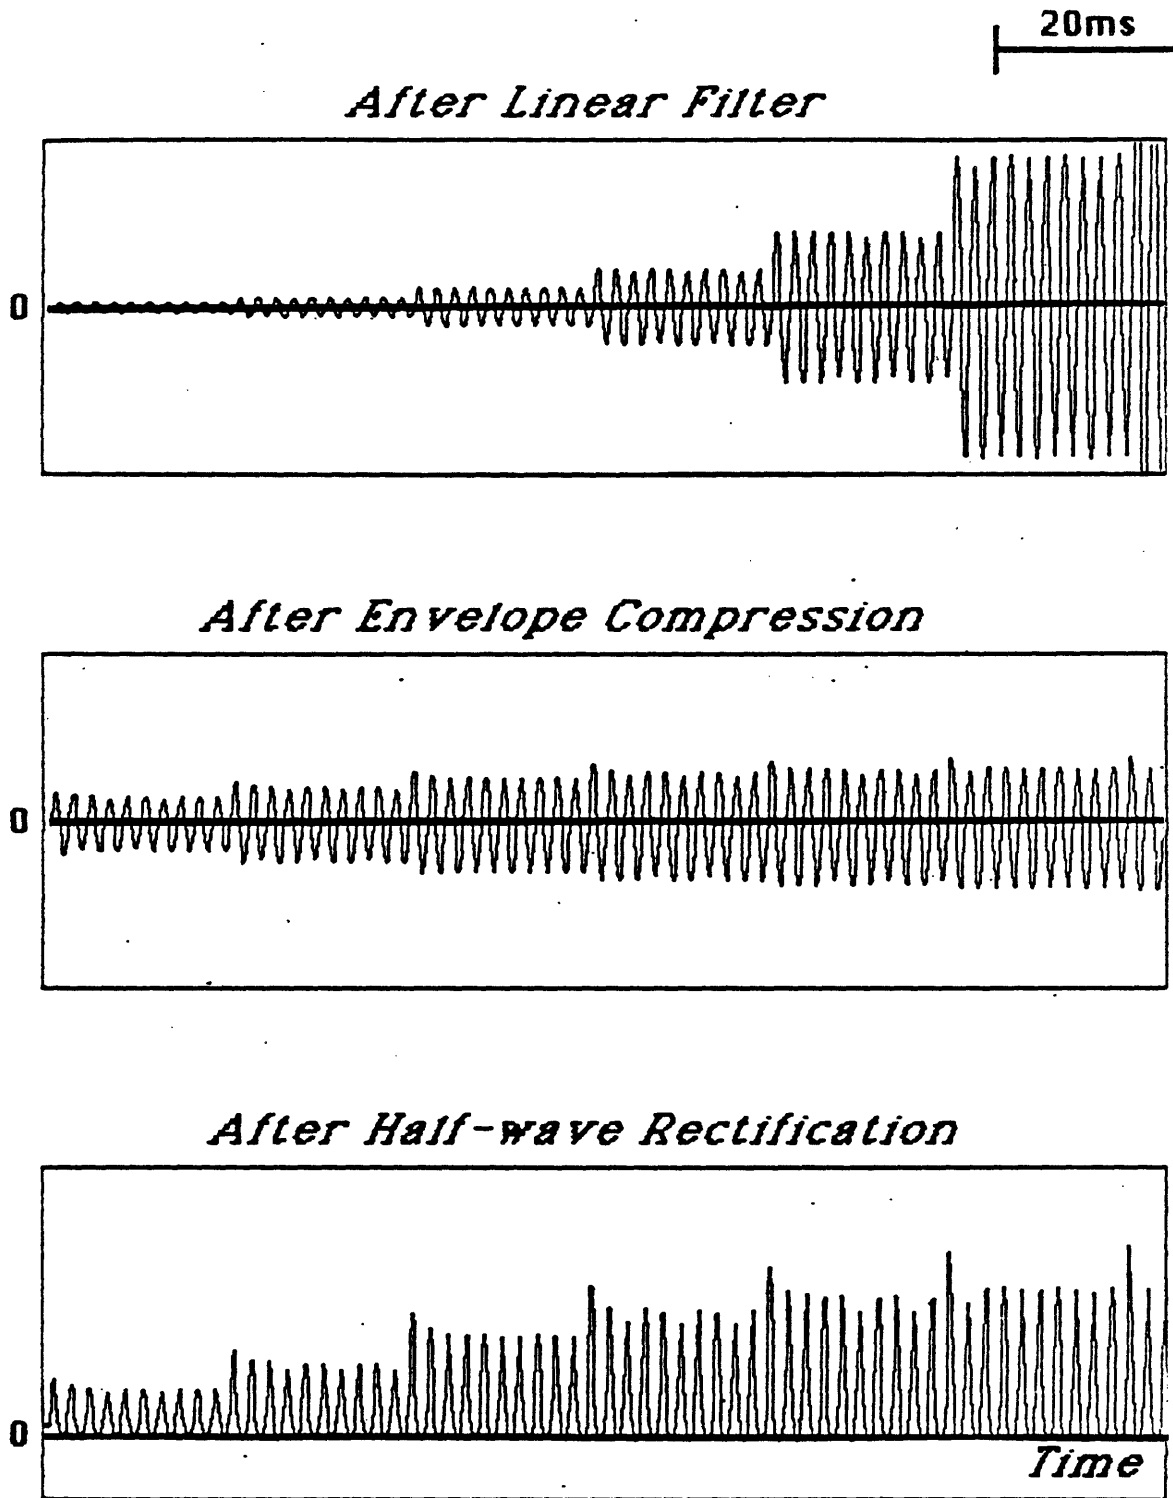 20ms
After Linear Filter
0
After Envelope Compression
0
After Half-wave Rectification
0
Time